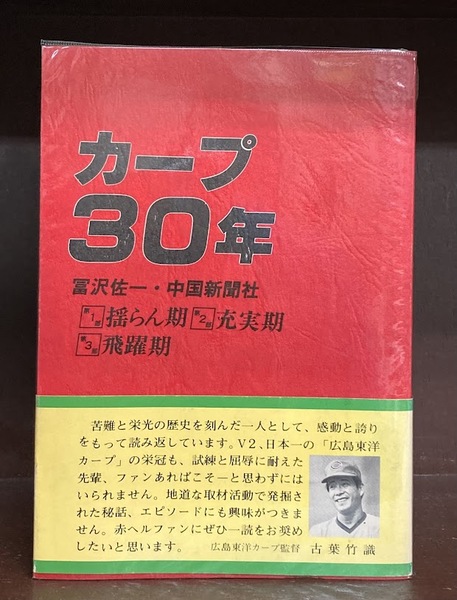 カープ
30年
冨沢佐一・中国新聞社
第1部 揺らん期 第2部 充実期
第3部 飛躍期
苦難と栄光の歴史を刻んだ一人として、感動と誇り
をもって読み返しています。V2、日本一の「広島東洋
カープ」の栄冠も、試練と屈辱に耐えた
先輩、ファンあればこそ―と思わずには
いられません。地道な取材活動で発掘さ
れた秘話、エピソードにも興味がつきま
せん。赤ヘルファンにぜひ一読をお奨め
したいと思います。 広島東洋カープ監督 古葉竹識